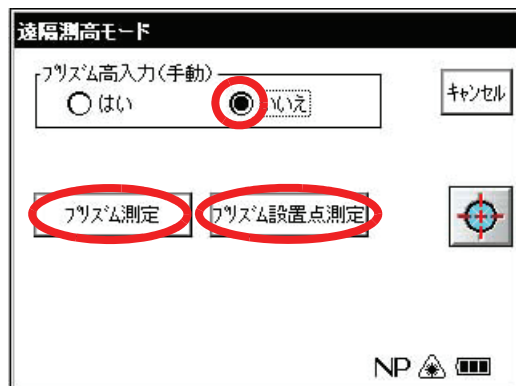 遠隔測高モード
ﾌﾟﾘｽﾞﾑ高入力(手動)
はい いいえ
ｷｬﾝｾﾙ
ﾌﾟﾘｽﾞﾑ測定 ﾌﾟﾘｽﾞﾑ設置点測定
NP